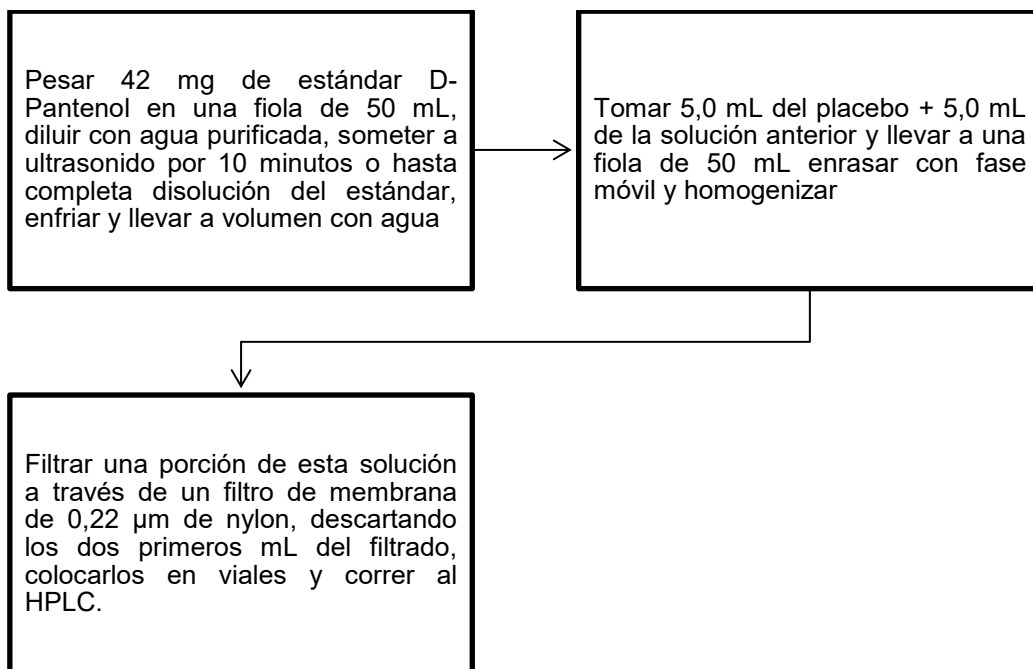 Pesar 42 mg de estándar D-
Pantenol en una fiola de 50 mL,
diluir con agua purificada, someter a
ultrasonido por 10 minutos o hasta
completa disolución del estándar,
enfriar y llevar a volumen con agua
Tomar 5,0 mL del placebo + 5,0 mL
de la solución anterior y llevar a una
fiola de 50 mL enrasar con fase
móvil y homogenizar
Filtrar una porción de esta solución
a través de un filtro de membrana
de 0,22 µm de nylon, descartando
los dos primeros mL del filtrado,
colocarlos en viales y correr al
HPLC.